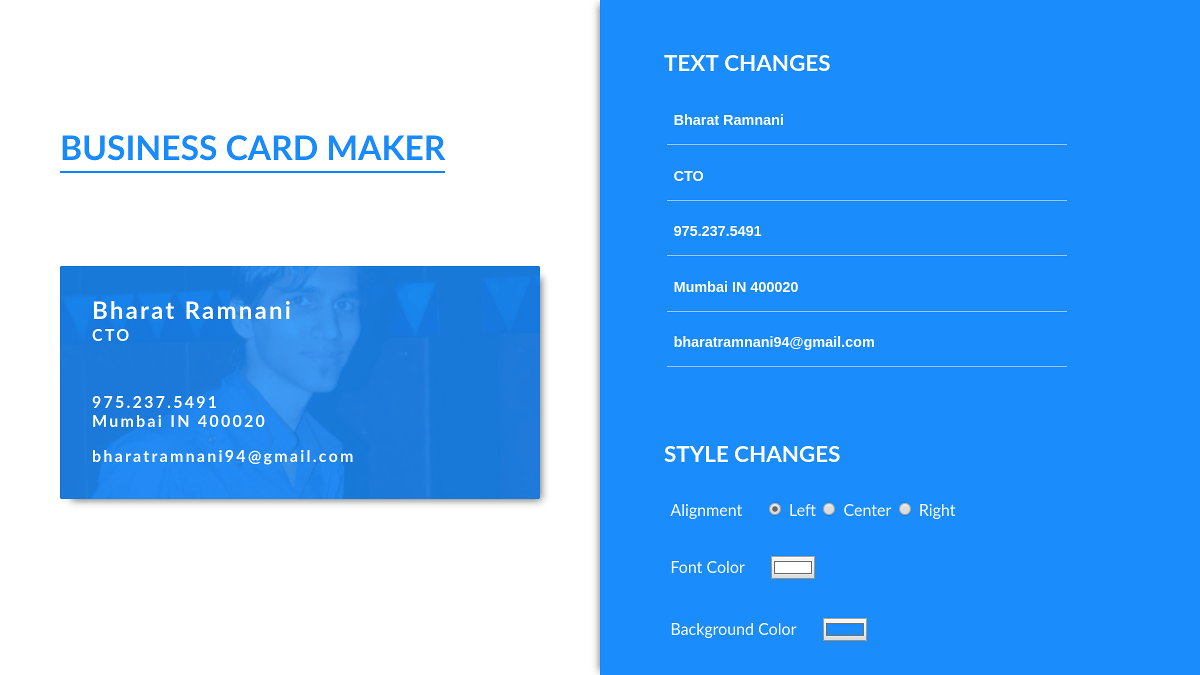 BUSINESS CARD MAKER
Bharat Ramnani
CTO
975.237.5491
Mumbai IN 400020
bharatramnani94@gmail.com
TEXT CHANGES
Bharat Ramnani
CTO
975.237.5491
Mumbai IN 400020
bharatramnani94@gmail.com
STYLE CHANGES
Alignment Left Center Right
Font Color
Background Color